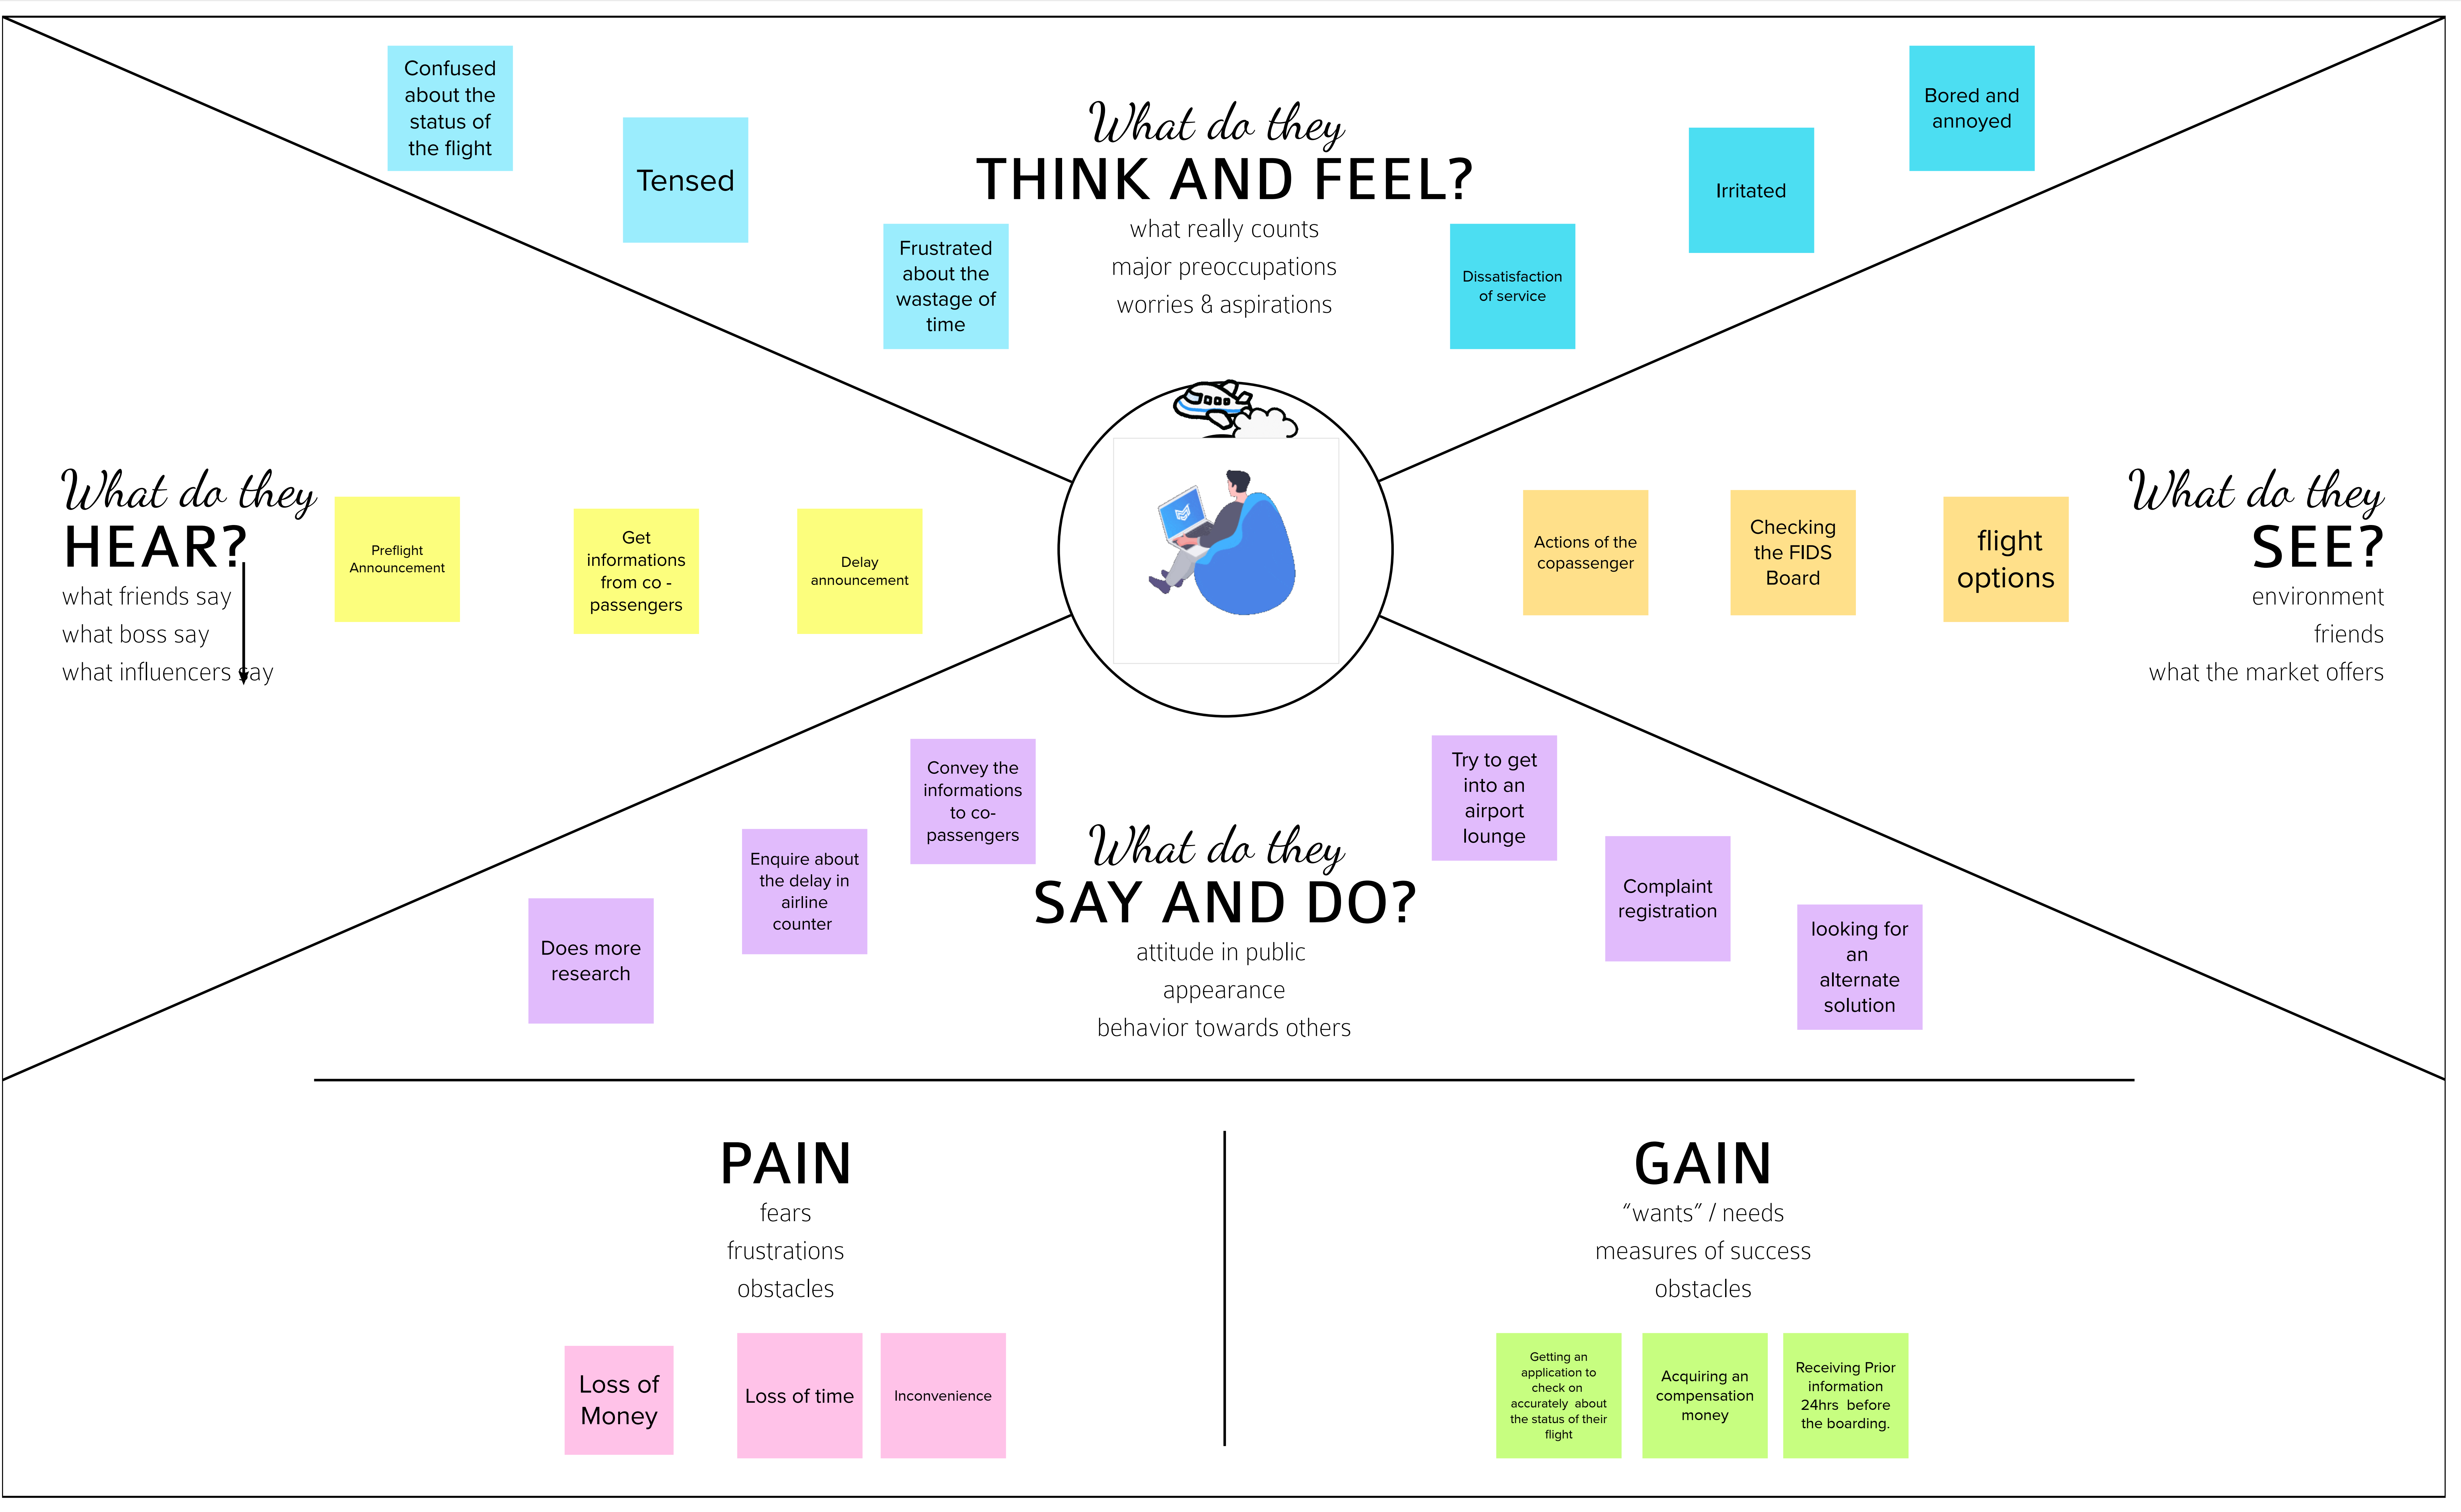 Confused
about the
status of
the flight
Tensed
Frustrated
about the
wastage of
time
What do they
THINK AND FEEL?
what really counts
major preoccupations
worries & aspirations
Dissatisfaction
of service
Irritated
Bored and
annoyed
What do they
HEAR?
what friends say
what boss say
what influencers say
Preflight
Announcement
Get
informations
from co -
passengers
Delay
announcement
Actions of the
copassenger
Checking
the FIDS
Board
flight
options
What do they
SEE?
environment
friends
what the market offers
Does more
research
Enquire about
the delay in
airline
counter
Convey the
informations
to co-
passengers
What do they
SAY AND DO?
attitude in public
appearance
behavior towards others
Try to get
into an
airport
lounge
Complaint
registration
looking for
an
alternate
solution
PAIN
fears
frustrations
obstacles
Loss of
Money
Loss of time
Inconvenience
GAIN
“wants” / needs
measures of success
obstacles
Getting an
application to
check on
accurately about
the status of their
flight
Acquiring an
compensation
money
Receiving Prior
information
24hrs before
the boarding.